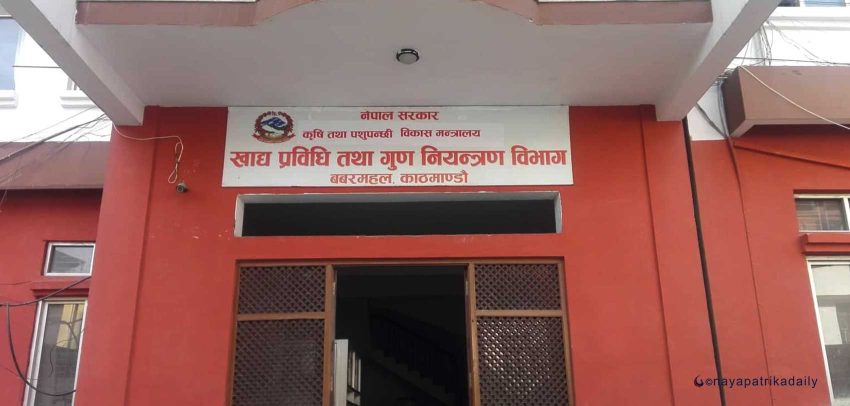 नेपाल सरकार
कृषि तथा पशुपन्छी विकास मन्त्रालय
खाद्य प्रविधि तथा गुण नियन्त्रण विभाग
बबरमहल, काठमाण्डौ
©nayapatrikadaily